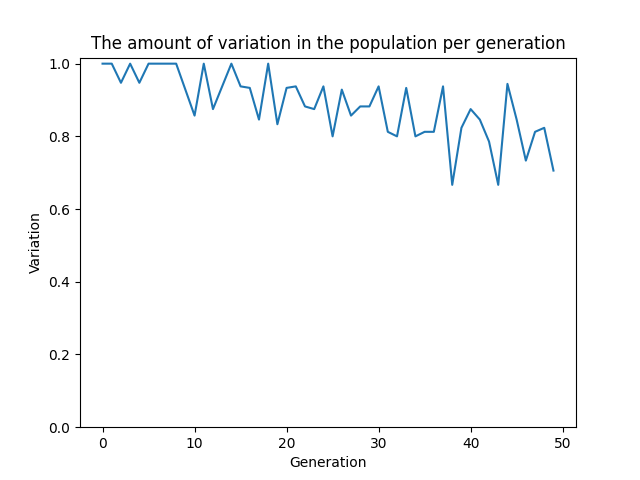 The amount of variation in the population per generation
1.0
0.8
0.6
0.4
0.2
0.0
Variation
0 10 20 30 40 50
Generation